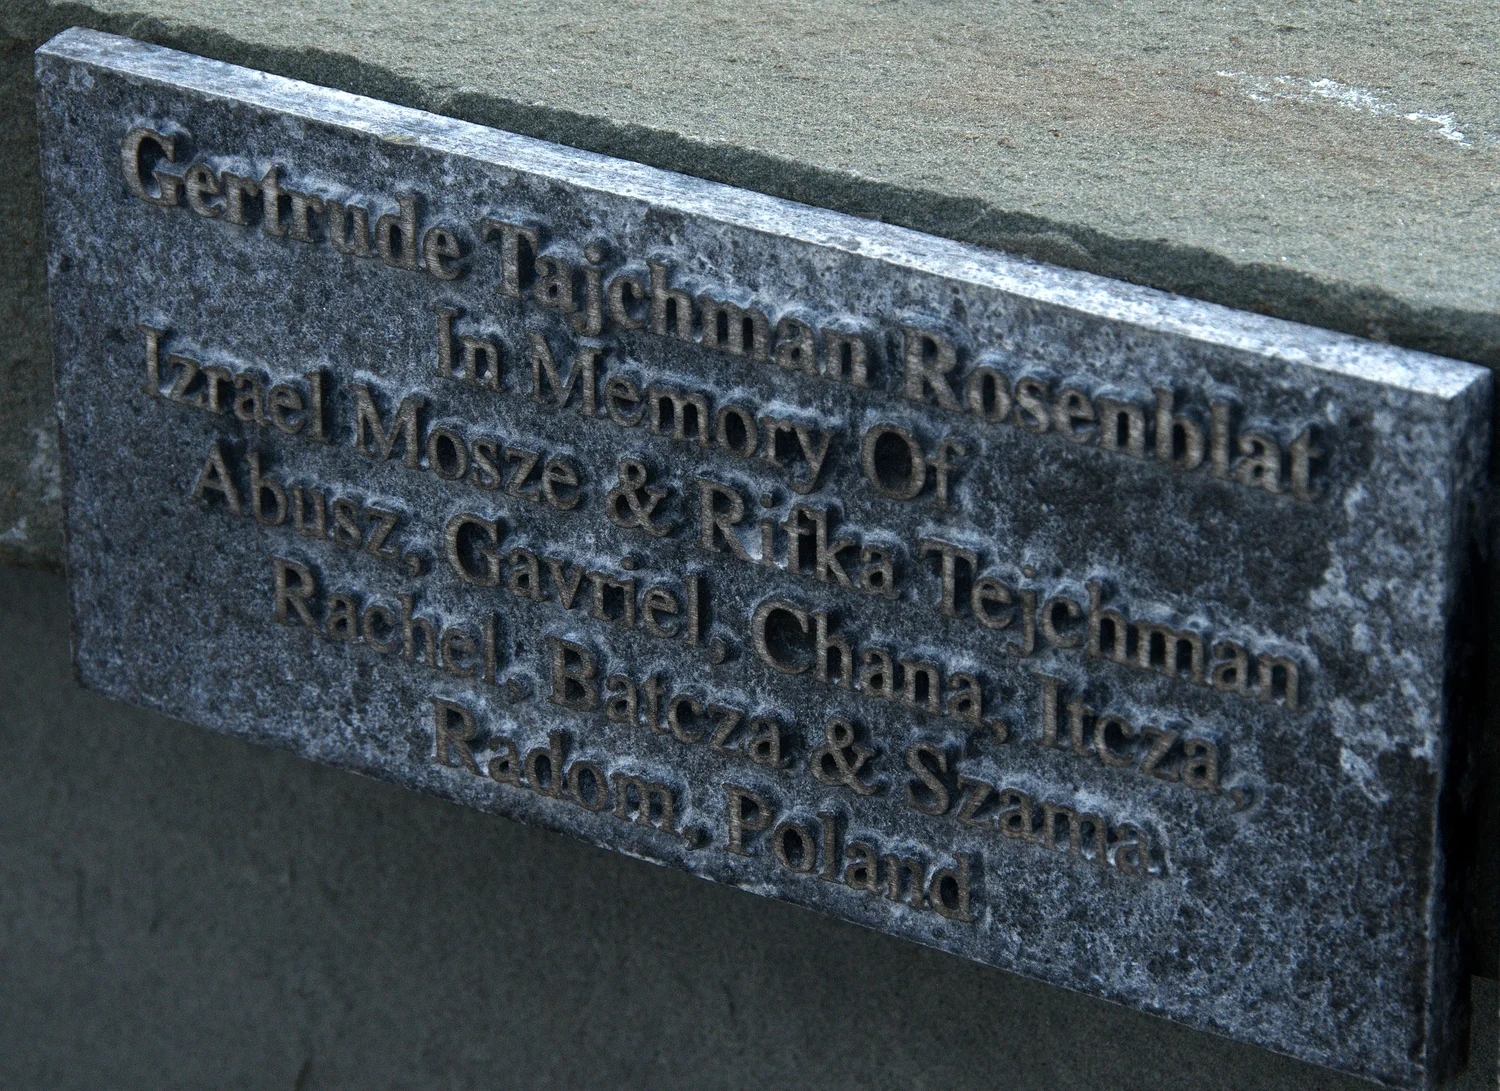 Gertrude Tajchman Rosenblat
In Memory Of
Izrael Mosze & Rifka Tejchman
Abusz, Gavriel, Chana, Itcza,
Rachel, Batcza & Szama
Radom, Poland